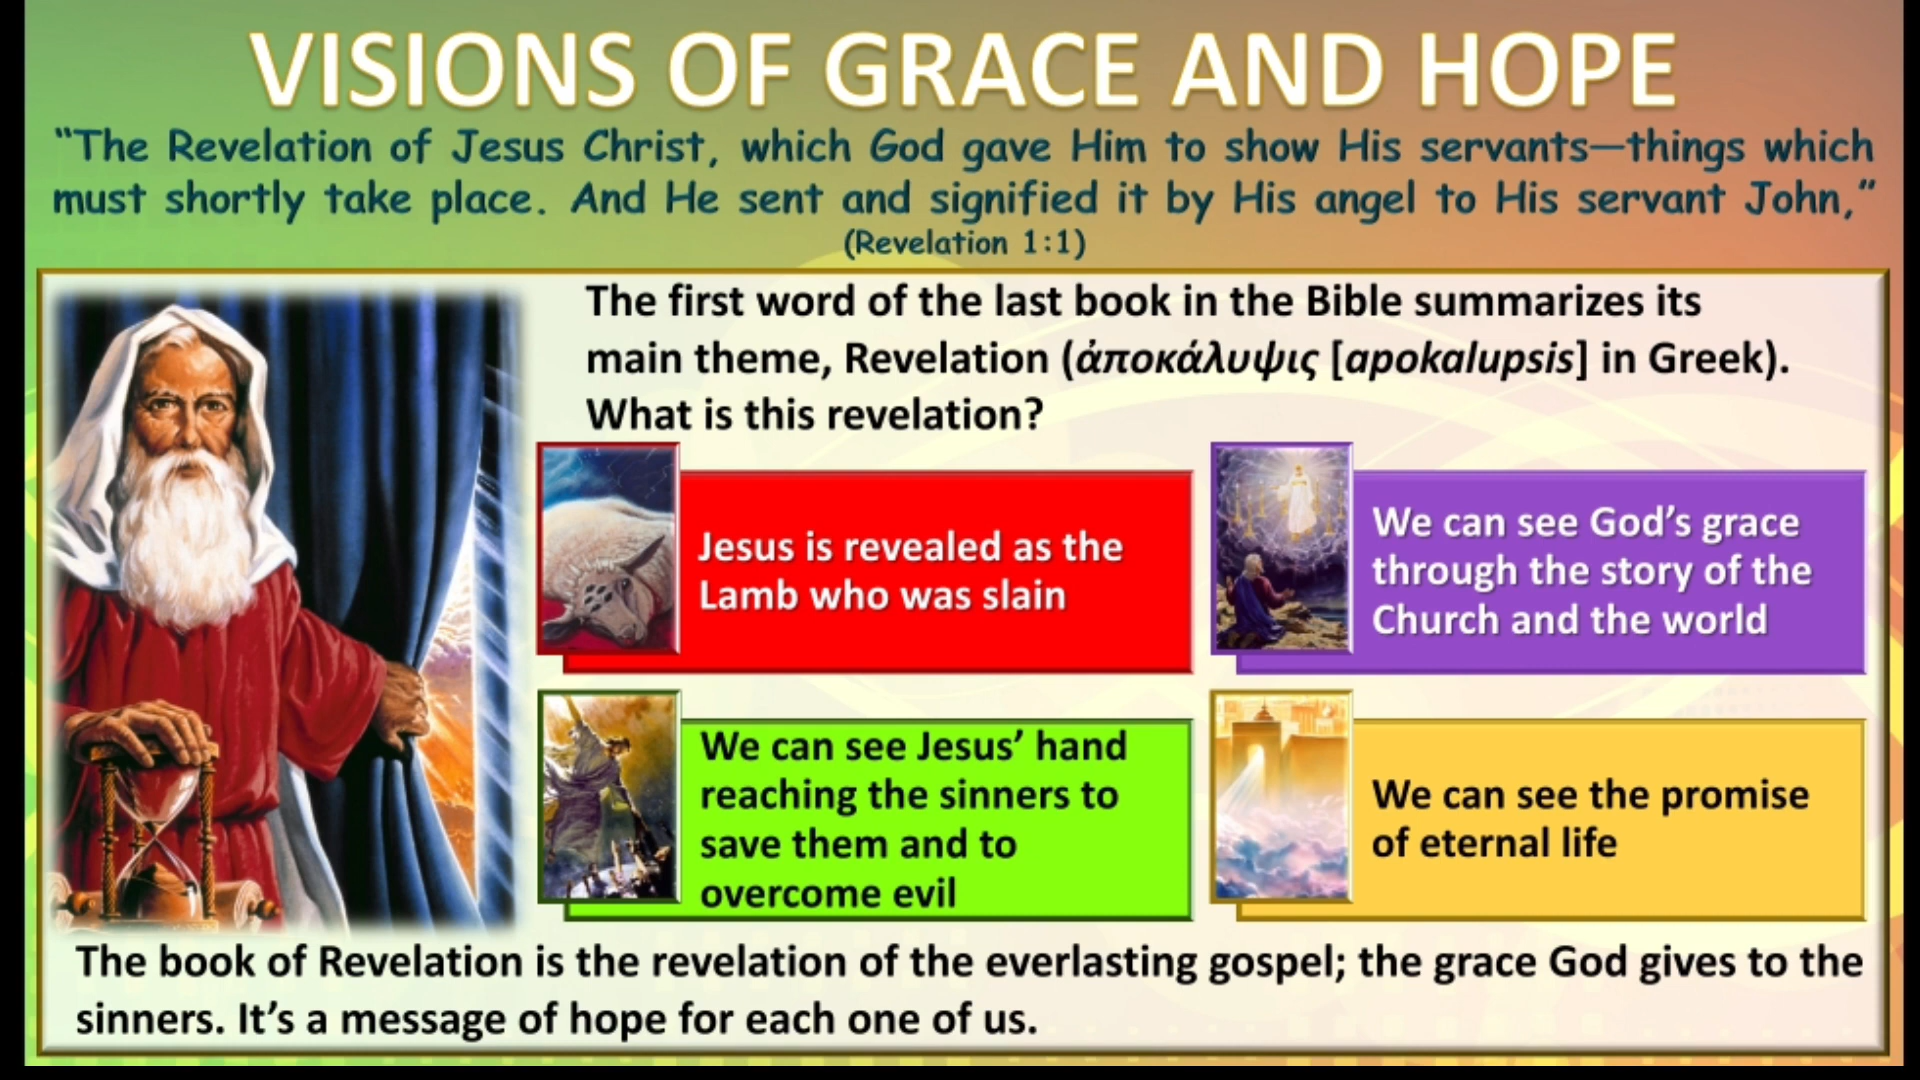 VISIONS OF GRACE AND HOPE
“The Revelation of Jesus Christ, which God gave Him to show His servants—things which
must shortly take place. And He sent and signified it by His angel to His servant John,”
(Revelation 1:1)
The first word of the last book in the Bible summarizes its
main theme, Revelation (ἀποκάλυψις [apokalupsis] in Greek).
What is this revelation?
Jesus is revealed as the
Lamb who was slain
We can see God’s grace
through the story of the
Church and the world
We can see Jesus’ hand
reaching the sinners to
save them and to
overcome evil
We can see the promise
of eternal life
The book of Revelation is the revelation of the everlasting gospel; the grace God gives to the
sinners. It’s a message of hope for each one of us.